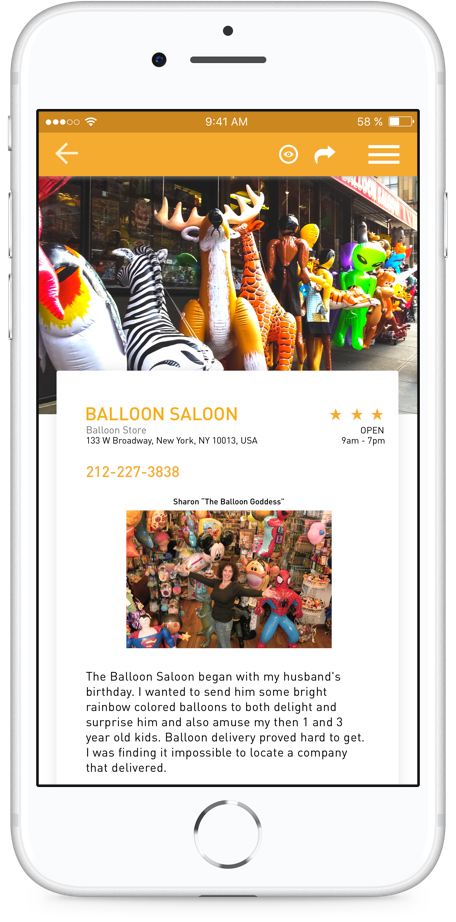 9:41 AM
58 %
BALLOON SALOON
Balloon Store
133 W Broadway, New York, NY 10013, USA
OPEN
9am - 7pm
212-227-3838
Sharon "The Balloon Goddess"
The Balloon Saloon began with my husband's
birthday. I wanted to send him some bright
rainbow colored balloons to both delight and
surprise him and also amuse my then 1 and 3
year old kids. Balloon delivery proved hard to get.
I was finding it impossible to locate a company
that delivered.